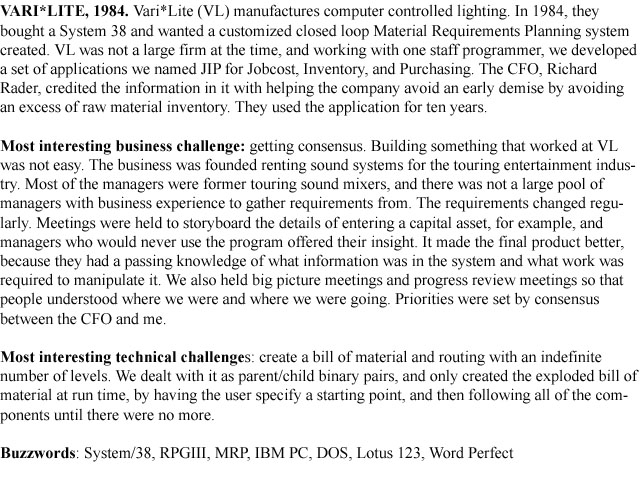 VARI*LITE, 1984. Vari*Lite (VL) manufactures computer controlled lighting. In 1984, they
bought a System 38 and wanted a customized closed loop Material Requirements Planning system
created. VL was not a large firm at the time, and working with one staff programmer, we developed
a set of applications we named JIP for Jobcost, Inventory, and Purchasing. The CFO, Richard
Rader, credited the information in it with helping the company avoid an early demise by avoiding
an excess of raw material inventory. They used the application for ten years.

Most interesting business challenge: getting consensus. Building something that worked at VL
was not easy. The business was founded renting sound systems for the touring entertainment indus-
try. Most of the managers were former touring sound mixers, and there was not a large pool of
managers with business experience to gather requirements from. The requirements changed regu-
larly. Meetings were held to storyboard the details of entering a capital asset, for example, and
managers who would never use the program offered their insight. It made the final product better,
because they had a passing knowledge of what information was in the system and what work was
required to manipulate it. We also held big picture meetings and progress review meetings so that
people understood where we were and where we were going. Priorities were set by consensus
between the CFO and me.

Most interesting technical challenges: create a bill of material and routing with an indefinite
number of levels. We dealt with it as parent/child binary pairs, and only created the exploded bill of
material at run time, by having the user specify a starting point, and then following all of the com-
ponents until there were no more.

Buzzwords: System/38, RPGIII, MRP, IBM PC, DOS, Lotus 123, Word Perfect